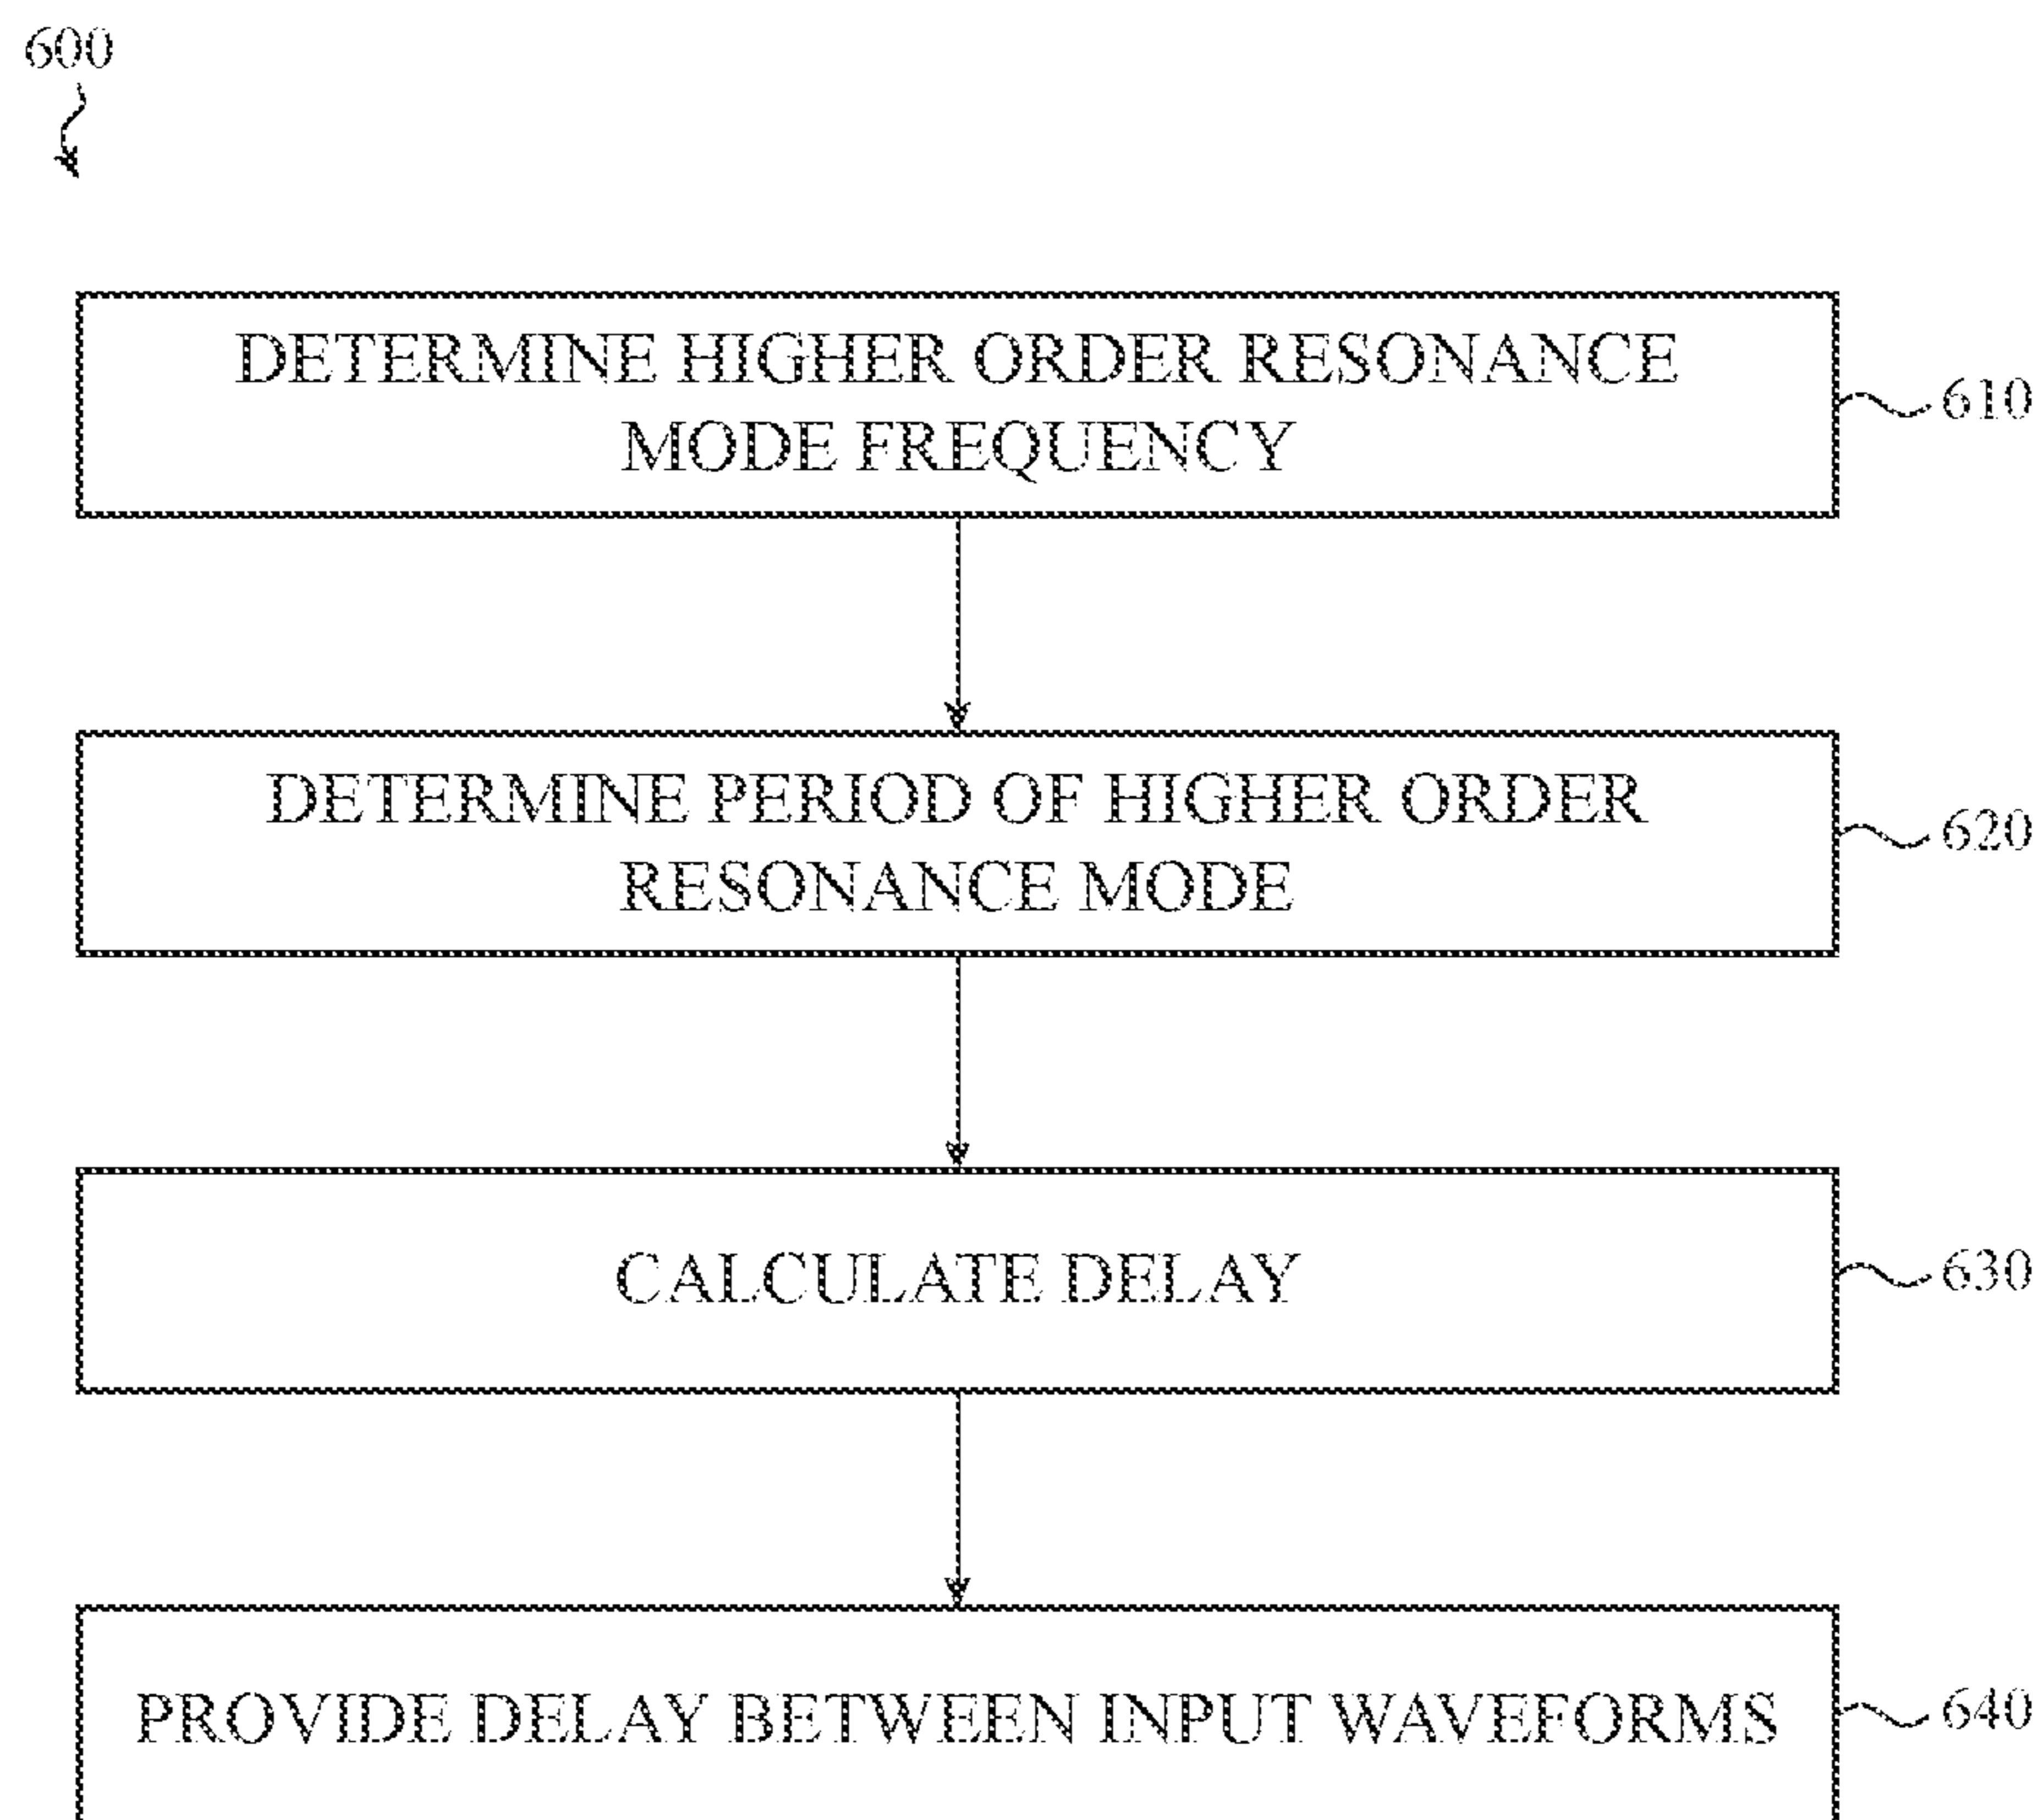 600
DETERMINE HIGHER ORDER RESONANCE
MODE FREQUENCY
610
DETERMINE PERIOD OF HIGHER ORDER
RESONANCE MODE
620
CALCULATE DELAY
630
PROVIDE DELAY BETWEEN INPUT WAVEFORMS
640